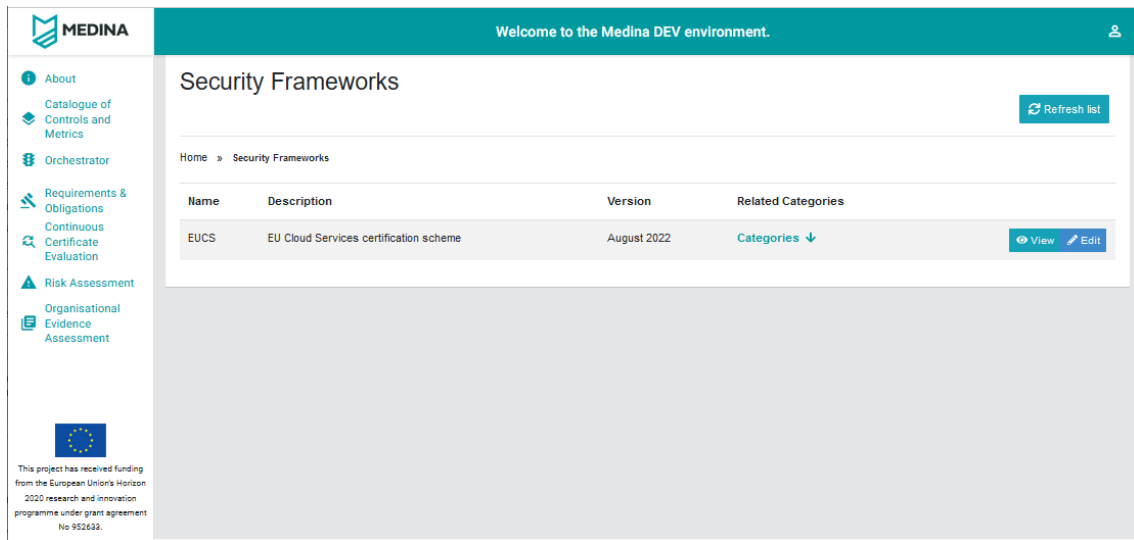 MEDINA
Welcome to the Medina DEV environment.
About
Catalogue of
Controls and
Metrics
Orchestrator
Requirements &
Obligations
Continuous
Certificate
Evaluation
Risk Assessment
Organisational
Evidence
Assessment
This project has received funding
from the European Union's Horizon
2020 research and innovation
programme under grant agreement
No 952633.
Security Frameworks
Refresh list
Home » Security Frameworks
Name Description Version Related Categories
EUCS EU Cloud Services certification scheme August 2022 Categories View Edit